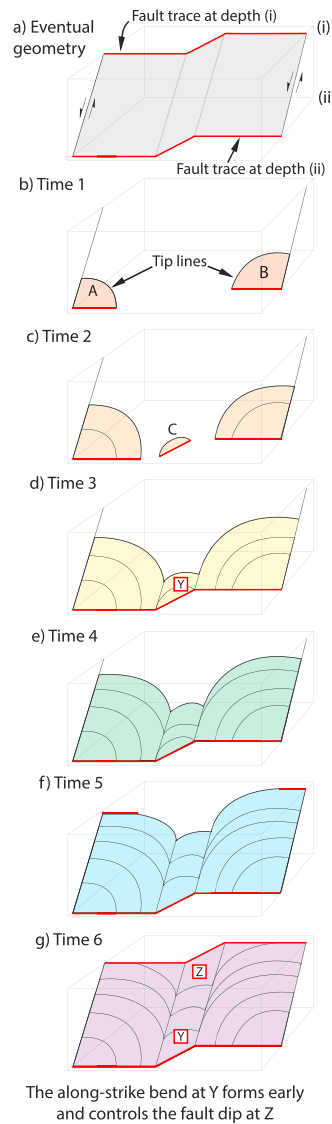 Fault trace at depth (i)
a) Eventual
geometry
(i)
(ii
Fault trace at depth (ii)
b) Time 1
Tip lines
A
B
c) Time 2
C
d) Time 3
Y
e) Time 4
f) Time 5
g) Time 6
Z
Y
The along-strike bend at Y forms early
and controls the fault dip at Z